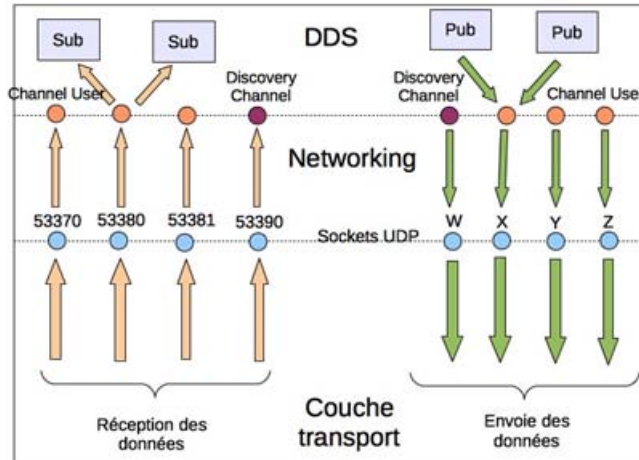 Sub
Sub
DDS
Pub
Pub
Channel User
Discovery
Channel
Discovery
Channel
Channel Use
Networking
53370
53380
53381
53390
Sockets UDP
W
X
Y
Z
Réception des
données
Couche
transport
Envoie des
données